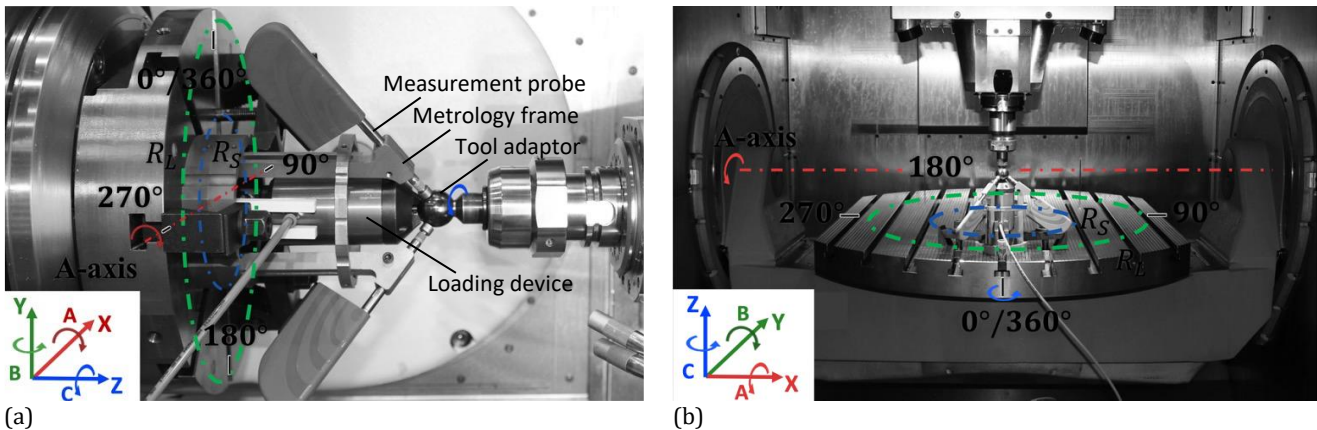 0°/360°
Measurement probe
Metrology frame
Tool adaptor
R_L
R_S
90°
270°
A-axis
Loading device
180°
Y
A
X
B
C
Z
(a)
A-axis
180°
270°
90°
R_S
R_L
0°/360°
Z
B
Y
C
A
X
(b)